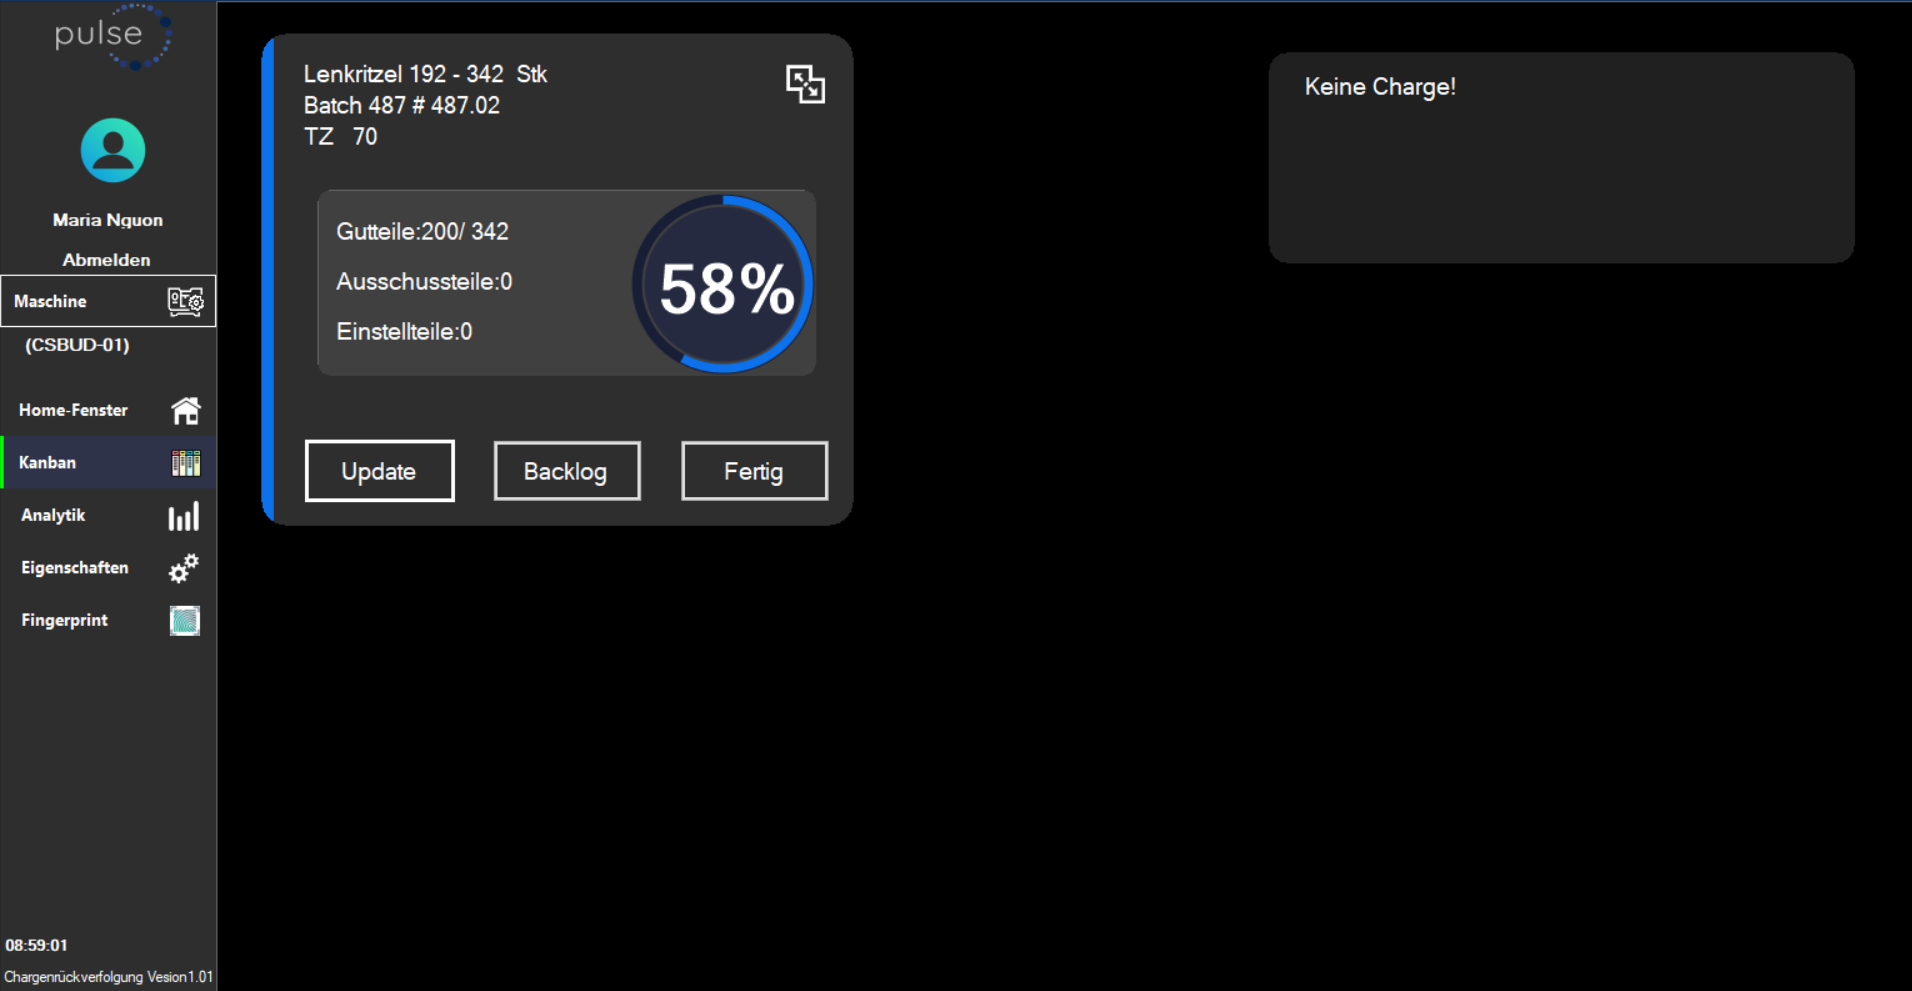 pulse
Maria Nguon
Abmelden
Maschine
(CSBUD-01)
Home-Fenster
Kanban
Analytik
Eigenschaften
Fingerprint
08:59:01
Chargenrückverfolgung Vesion1.01
Lenkritzel 192 - 342 Stk
Batch 487 # 487.02
TZ 70
Gutteile:200/ 342
Ausschussteile:0
Einstellteile:0
58%
Update
Backlog
Fertig
Keine Charge!